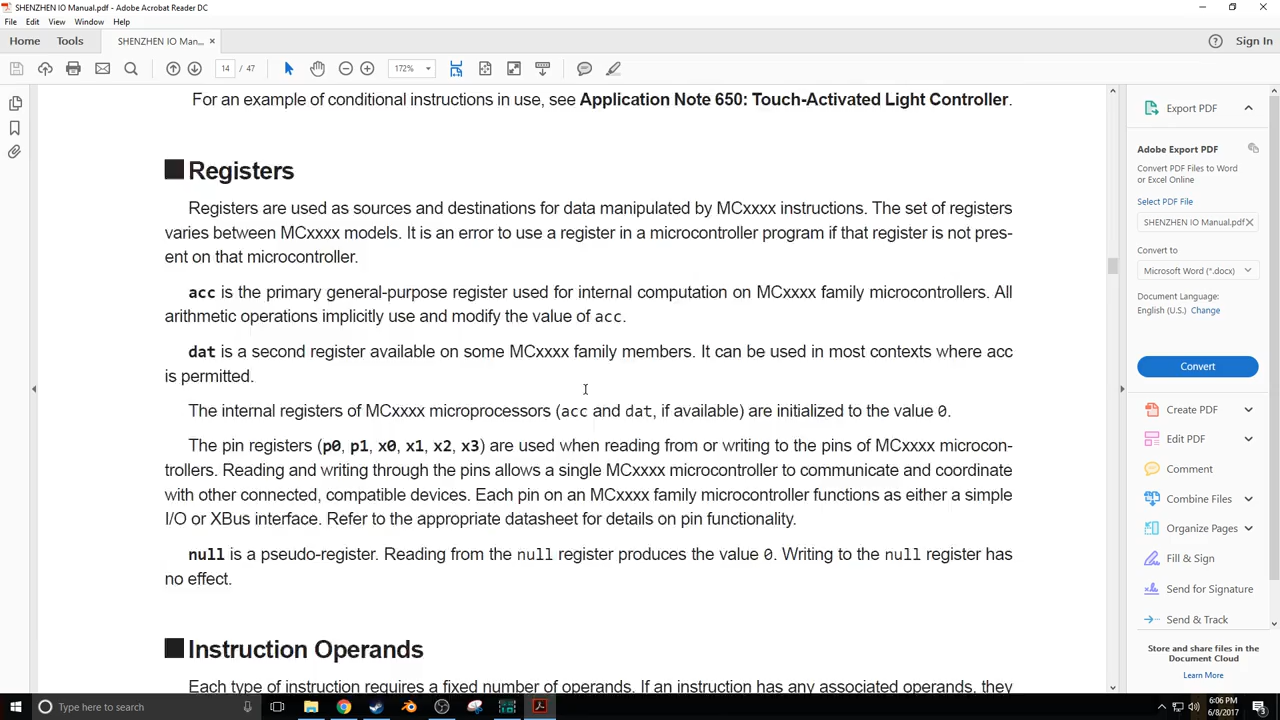 SHENZHEN IO Manual.pdf - Adobe Acrobat Reader DC
File Edit View Window Help
Home Tools SHENZHEN IO Man... ×
? Sign In
14 / 47 172%
For an example of conditional instructions in use, see Application Note 650: Touch-Activated Light Controller.
Registers
Registers are used as sources and destinations for data manipulated by MCxxxx instructions. The set of registers
varies between MCxxxx models. It is an error to use a register in a microcontroller program if that register is not pres-
ent on that microcontroller.
acc is the primary general-purpose register used for internal computation on MCxxxx family microcontrollers. All
arithmetic operations implicitly use and modify the value of acc.
dat is a second register available on some MCxxxx family members. It can be used in most contexts where acc
is permitted.
The internal registers of MCxxxx microprocessors (acc and dat, if available) are initialized to the value 0.
The pin registers (p0, p1, x0, x1, x2, x3) are used when reading from or writing to the pins of MCxxxx microcon-
trollers. Reading and writing through the pins allows a single MCxxxx microcontroller to communicate and coordinate
with other connected, compatible devices. Each pin on an MCxxxx family microcontroller functions as either a simple
I/O or XBus interface. Refer to the appropriate datasheet for details on pin functionality.
null is a pseudo-register. Reading from the null register produces the value 0. Writing to the null register has
no effect.
Instruction Operands
Each type of instruction requires a fixed number of operands. If an instruction has any associated operands, they
Export PDF
Adobe Export PDF
Convert PDF Files to Word
or Excel Online
Select PDF File
SHENZHEN IO Manual.pdf ×
Convert to
Microsoft Word (*.docx)
Document Language:
English (U.S.) Change
Convert
Create PDF
Edit PDF
Comment
Combine Files
Organize Pages
Fill & Sign
Send for Signature
Send & Track
Store and share files in the
Document Cloud
Learn More
Type here to search
6:06 PM
6/8/2017
3